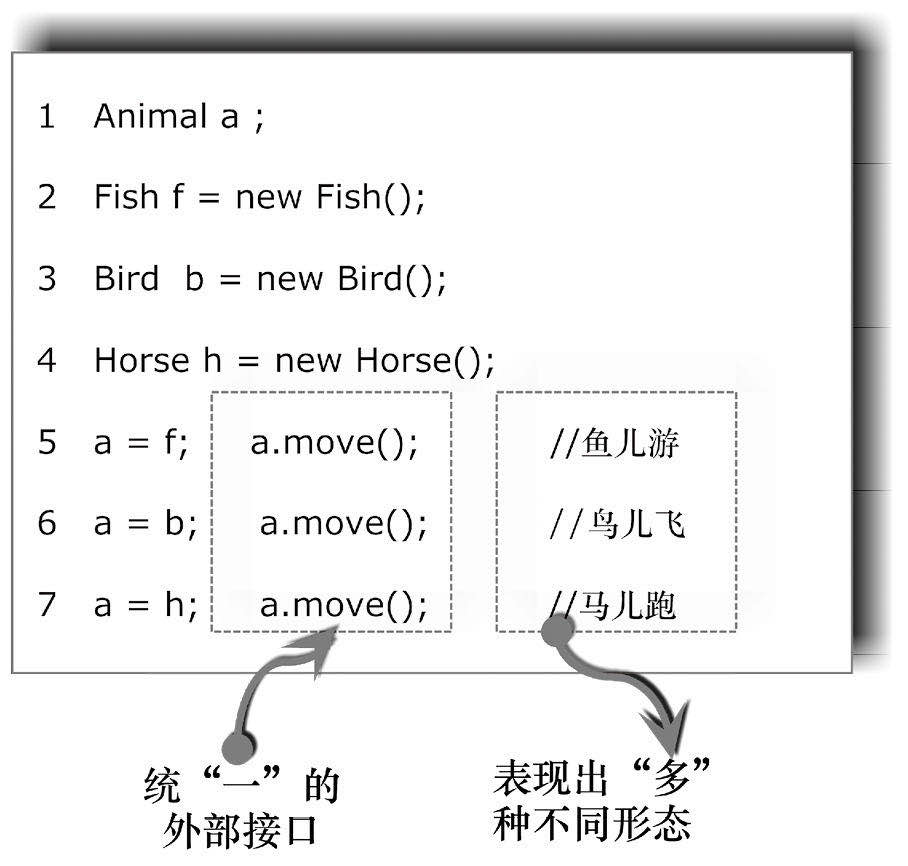 1 Animal a ;
2 Fish f = new Fish();
3 Bird b = new Bird();
4 Horse h = new Horse();
5 a = f; a.move(); //鱼儿游
6 a = b; a.move(); //鸟儿飞
7 a = h; a.move(); //马儿跑
统“一”的
外部接口
表现出“多”
种不同形态